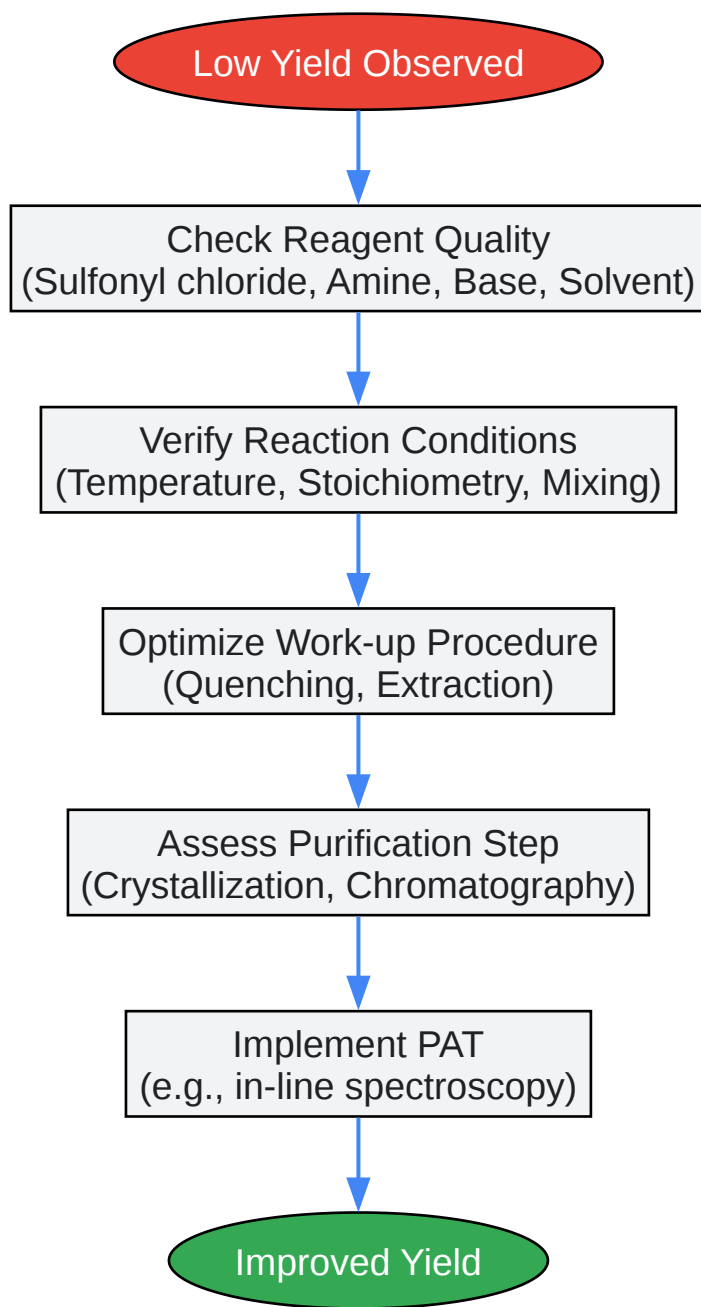 Low Yield Observed
Check Reagent Quality
(Sulfonyl chloride, Amine, Base, Solvent)
Verify Reaction Conditions
(Temperature, Stoichiometry, Mixing)
Optimize Work-up Procedure
(Quenching, Extraction)
Assess Purification Step
(Crystallization, Chromatography)
Implement PAT
(e.g., in-line spectroscopy)
Improved Yield